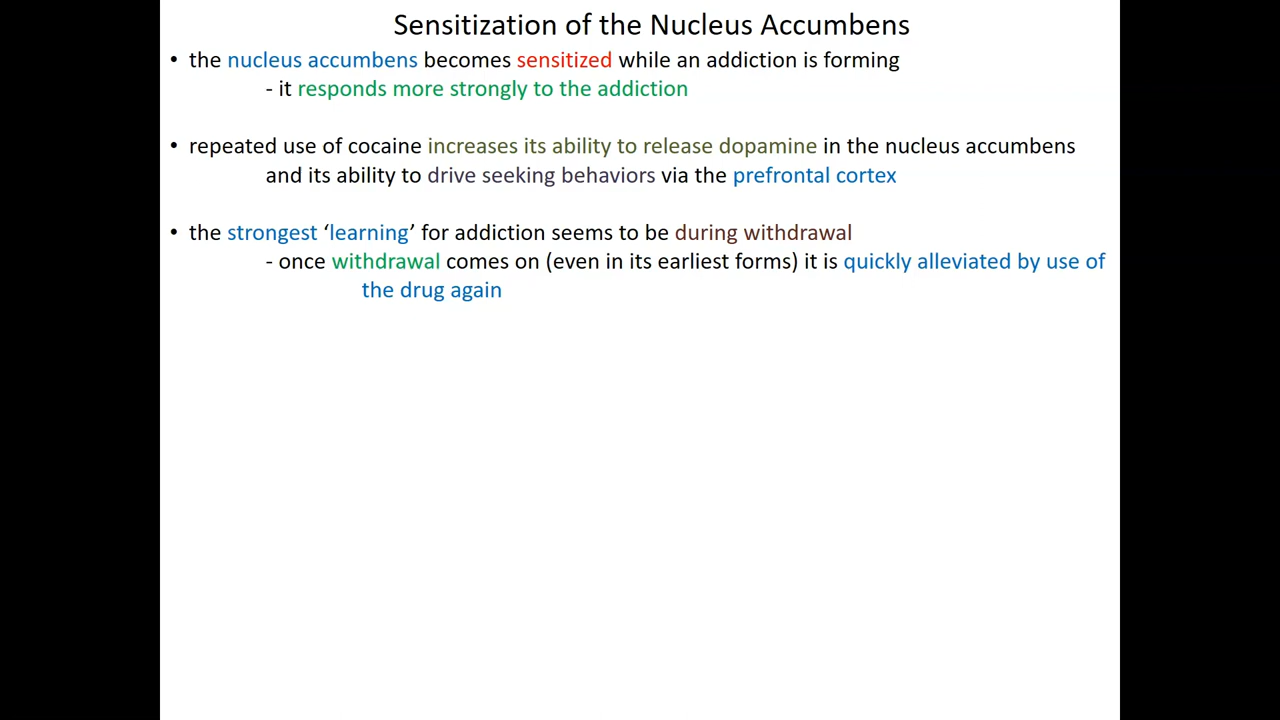 Sensitization of the Nucleus Accumbens
• the nucleus accumbens becomes sensitized while an addiction is forming
- it responds more strongly to the addiction
• repeated use of cocaine increases its ability to release dopamine in the nucleus accumbens
and its ability to drive seeking behaviors via the prefrontal cortex
• the strongest ‘learning’ for addiction seems to be during withdrawal
- once withdrawal comes on (even in its earliest forms) it is quickly alleviated by use of
the drug again